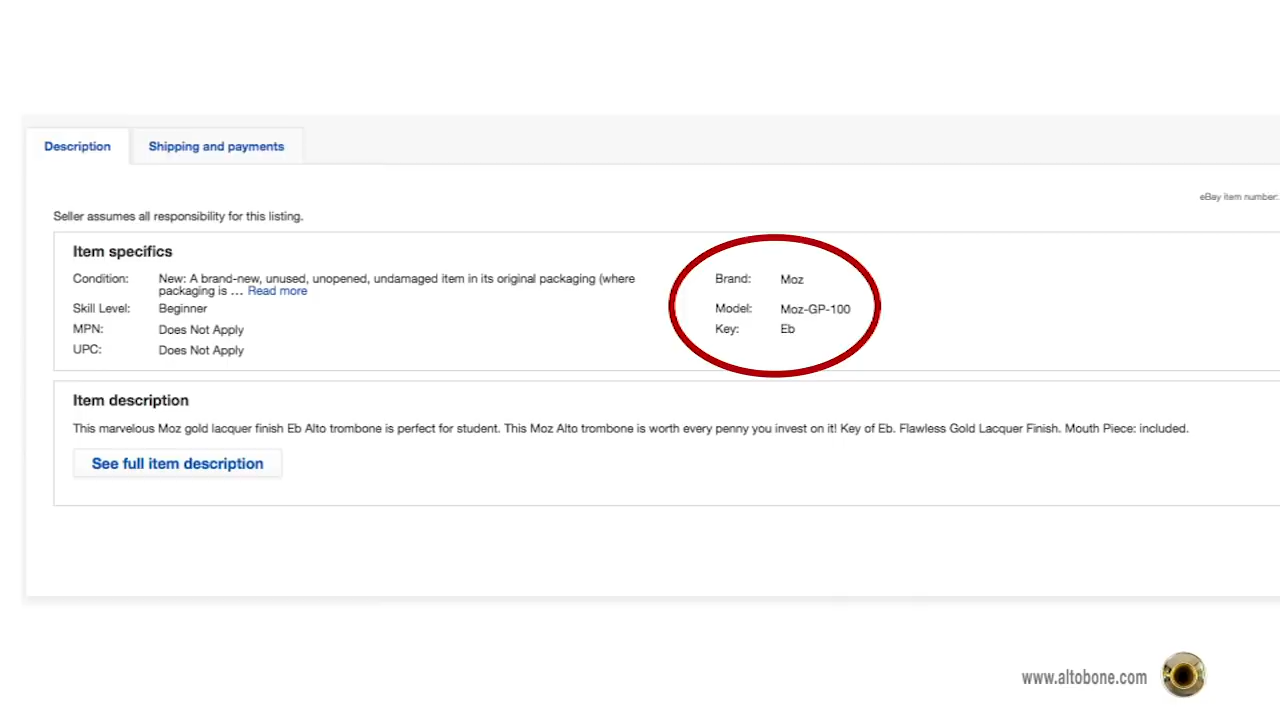 Description
Shipping and payments
eBay item number:
Seller assumes all responsibility for this listing.
Item specifics
Condition: New: A brand-new, unused, unopened, undamaged item in its original packaging (where
packaging is … Read more
Brand: Moz
Skill Level: Beginner
Model: Moz-GP-100
MPN: Does Not Apply
Key: Eb
UPC: Does Not Apply
Item description
This marvelous Moz gold lacquer finish Eb Alto trombone is perfect for student. This Moz Alto trombone is worth every penny you invest on it! Key of Eb. Flawless Gold Lacquer Finish. Mouth Piece: included.
See full item description
www.altobone.com